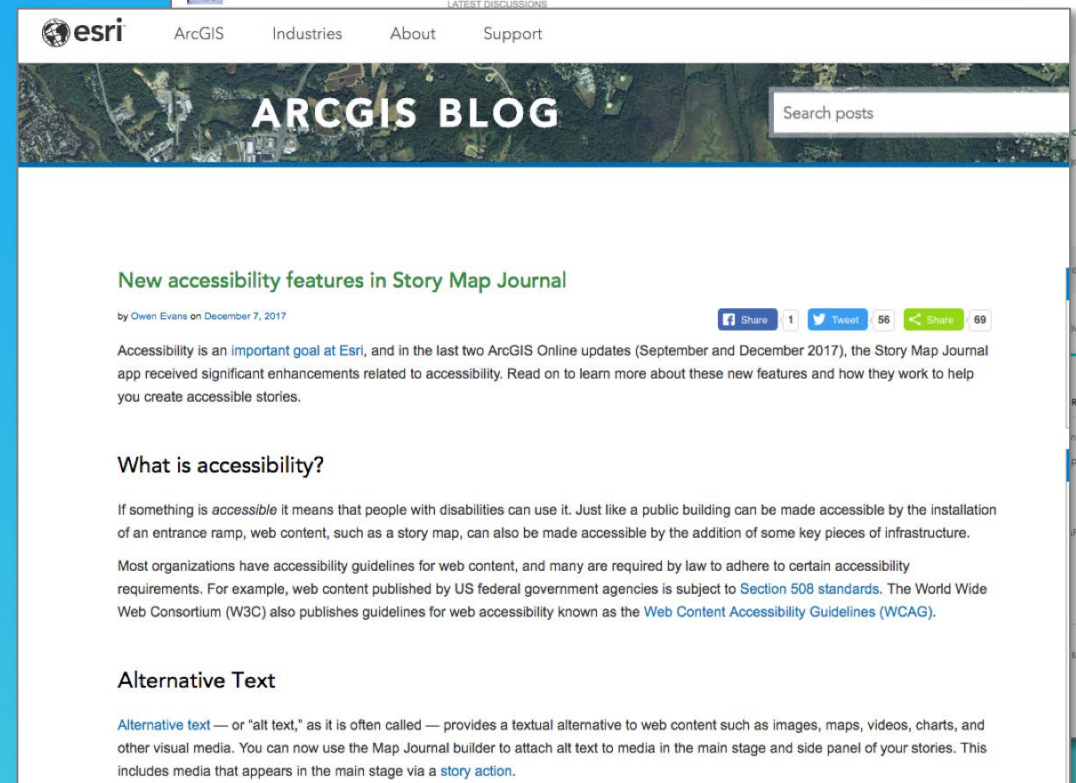 LATEST DISCUSSIONS
esri
ArcGIS Industries About Support
ARCGIS BLOG
Search posts
New accessibility features in Story Map Journal
by Owen Evans on December 7, 2017
Share 1 Tweet 56 Share 69
Accessibility is an important goal at Esri, and in the last two ArcGIS Online updates (September and December 2017), the Story Map Journal
app received significant enhancements related to accessibility. Read on to learn more about these new features and how they work to help
you create accessible stories.
What is accessibility?
If something is accessible it means that people with disabilities can use it. Just like a public building can be made accessible by the installation
of an entrance ramp, web content, such as a story map, can also be made accessible by the addition of some key pieces of infrastructure.
Most organizations have accessibility guidelines for web content, and many are required by law to adhere to certain accessibility
requirements. For example, web content published by US federal government agencies is subject to Section 508 standards. The World Wide
Web Consortium (W3C) also publishes guidelines for web accessibility known as the Web Content Accessibility Guidelines (WCAG).
Alternative Text
Alternative text — or “alt text,” as it is often called — provides a textual alternative to web content such as images, maps, videos, charts, and
other visual media. You can now use the Map Journal builder to attach alt text to media in the main stage and side panel of your stories. This
includes media that appears in the main stage via a story action.